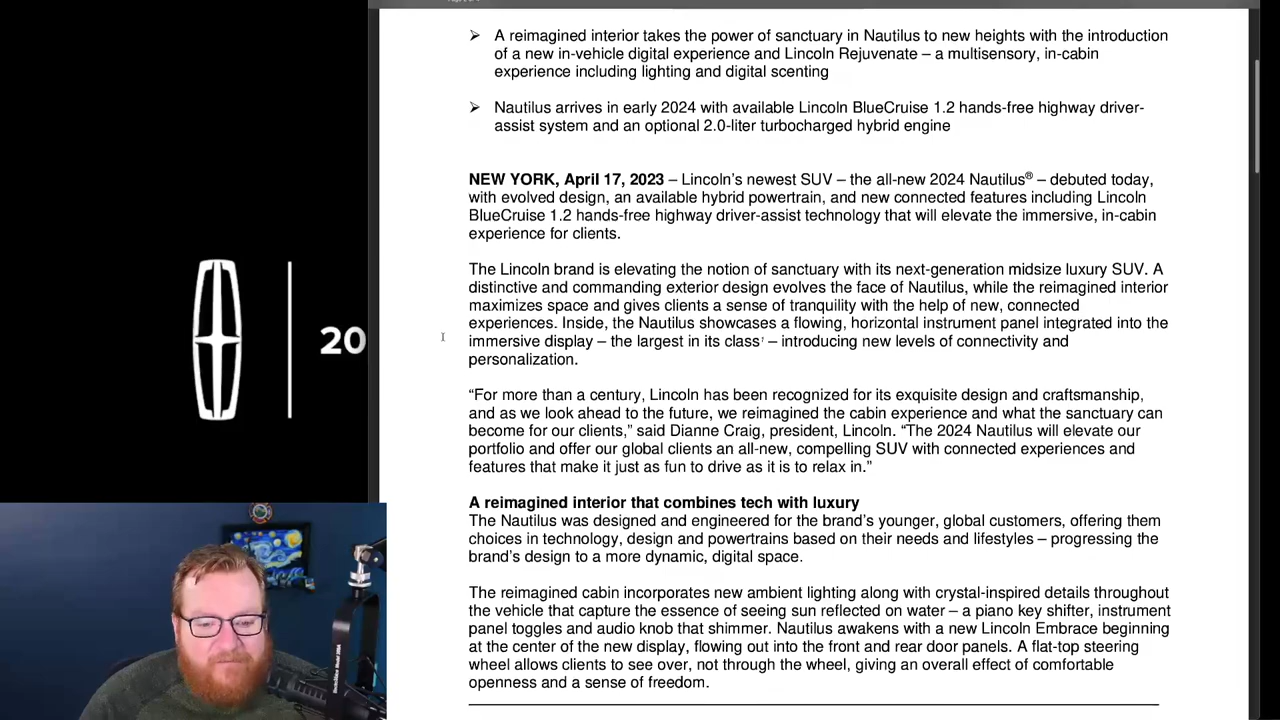 ➢ A reimagined interior takes the power of sanctuary in Nautilus to new heights with the introduction
of a new in-vehicle digital experience and Lincoln Rejuvenate – a multisensory, in-cabin
experience including lighting and digital scenting
➢ Nautilus arrives in early 2024 with available Lincoln BlueCruise 1.2 hands-free highway driver-
assist system and an optional 2.0-liter turbocharged hybrid engine
NEW YORK, April 17, 2023 – Lincoln’s newest SUV – the all-new 2024 Nautilus® – debuted today,
with evolved design, an available hybrid powertrain, and new connected features including Lincoln
BlueCruise 1.2 hands-free highway driver-assist technology that will elevate the immersive, in-cabin
experience for clients.
The Lincoln brand is elevating the notion of sanctuary with its next-generation midsize luxury SUV. A
distinctive and commanding exterior design evolves the face of Nautilus, while the reimagined interior
maximizes space and gives clients a sense of tranquility with the help of new, connected
experiences. Inside, the Nautilus showcases a flowing, horizontal instrument panel integrated into the
immersive display – the largest in its class – introducing new levels of connectivity and
personalization.
“For more than a century, Lincoln has been recognized for its exquisite design and craftsmanship,
and as we look ahead to the future, we reimagined the cabin experience and what the sanctuary can
become for our clients,” said Dianne Craig, president, Lincoln. “The 2024 Nautilus will elevate our
portfolio and offer our global clients an all-new, compelling SUV with connected experiences and
features that make it just as fun to drive as it is to relax in.”
A reimagined interior that combines tech with luxury
The Nautilus was designed and engineered for the brand’s younger, global customers, offering them
choices in technology, design and powertrains based on their needs and lifestyles – progressing the
brand’s design to a more dynamic, digital space.
The reimagined cabin incorporates new ambient lighting along with crystal-inspired details throughout
the vehicle that capture the essence of seeing sun reflected on water – a piano key shifter, instrument
panel toggles and audio knob that shimmer. Nautilus awakens with a new Lincoln Embrace beginning
at the center of the new display, flowing out into the front and rear door panels. A flat-top steering
wheel allows clients to see over, not through the wheel, giving an overall effect of comfortable
openness and a sense of freedom.
20